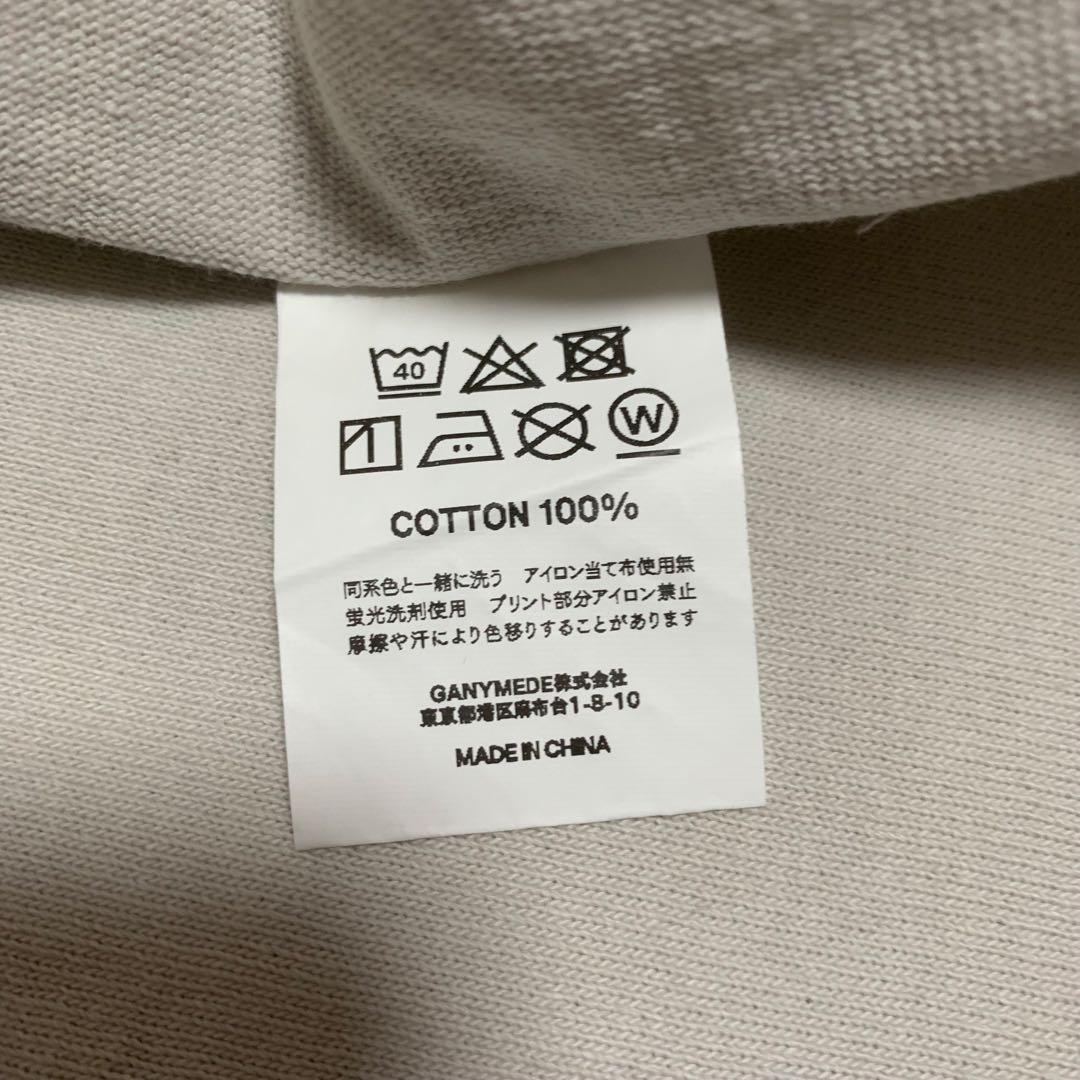 40
W
COTTON 100%
同系色と一緒に洗う アイロン当て布使用無
蛍光洗剤使用 プリント部分アイロン禁止
摩擦や汗により色移りすることがあります
GANYMEDE株式会社
東京都港区麻布台1-8-10
MADE IN CHINA